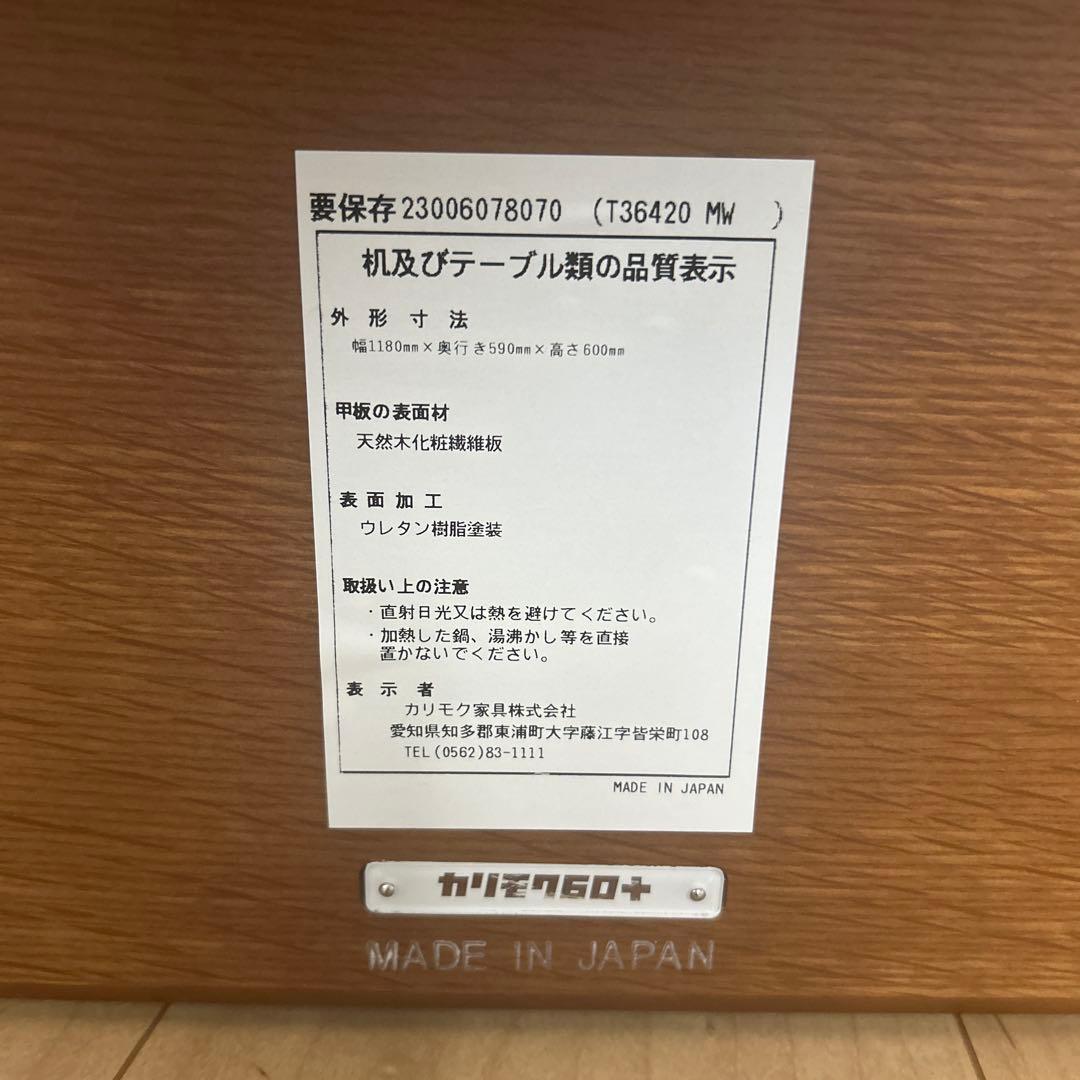 要保存23006078070 (T36420 MW )
机及びテーブル類の品質表示
外形寸法
幅1180mm×奥行き590mm×高さ600mm
甲板の表面材
天然木化粧繊維板
表面加工
ウレタン樹脂塗装
取扱い上の注意
・直射日光又は熱を避けてください。
・加熱した鍋、湯沸かし等を直接
置かないでください。
表示者
カリモク家具株式会社
愛知県知多郡東浦町大字藤江字皆栄町108
TEL(0562)83-1111
MADE IN JAPAN
カリモク60+
MADE IN JAPAN